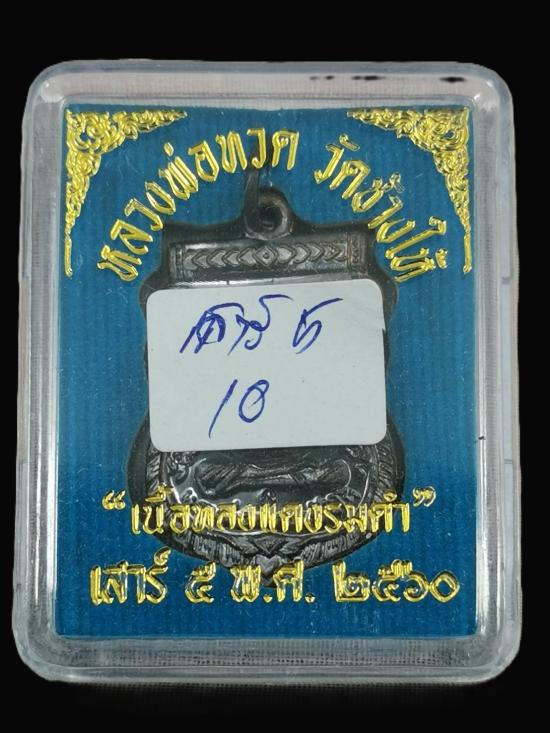 หลวงพ่อทวด วัดช้างให้
เสาร์ ๕
10
“เนื้อทองแดงรมดำ”
เสาร์ ๕ พ.ศ. ๒๕๖๐